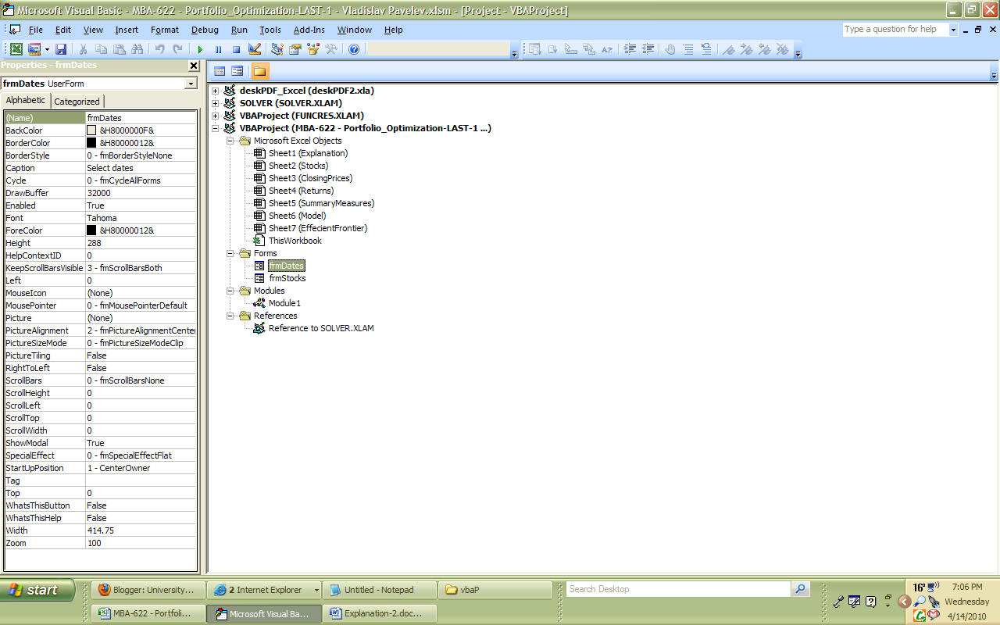 Microsoft Visual Basic - MBA-622 - Portfolio_Optimization-LAST-1 - Vladislav Pavelev.xlsm - [Project - VBAProject]
File Edit View Insert Format Debug Run Tools Add-Ins Window Help
Type a question for help
Properties - frmDates
frmDates UserForm
Alphabetic Categorized
(Name) frmDates
BackColor &H8000000F&
BorderColor &H80000012&
BorderStyle 0 - fmBorderStyleNone
Caption Select dates
Cycle 0 - fmCycleAllForms
DrawBuffer 32000
Enabled True
Font Tahoma
ForeColor &H80000012&
Height 288
HelpContextID 0
KeepScrollBarsVisible 3 - fmScrollBarsBoth
Left 0
MouseIcon (None)
MousePointer 0 - fmMousePointerDefault
Picture (None)
PictureAlignment 2 - fmPictureAlignmentCenter
PictureSizeMode 0 - fmPictureSizeModeClip
PictureTiling False
RightToLeft False
ScrollBars 0 - fmScrollBarsNone
ScrollHeight 0
ScrollLeft 0
ScrollTop 0
ScrollWidth 0
ShowModal True
SpecialEffect 0 - fmSpecialEffectFlat
StartUpPosition 1 - CenterOwner
Tag
Top 0
WhatsThisButton False
WhatsThisHelp False
Width 414.75
Zoom 100
deskPDF_Excel (deskPDF2.xla)
SOLVER (SOLVER.XLAM)
VBAProject (FUNCRES.XLAM)
VBAProject (MBA-622 - Portfolio_Optimization-LAST-1 ...)
Microsoft Excel Objects
Sheet1 (Explanation)
Sheet2 (Stocks)
Sheet3 (ClosingPrices)
Sheet4 (Returns)
Sheet5 (SummaryMeasures)
Sheet6 (Model)
Sheet7 (EffecientFrontier)
ThisWorkbook
Forms
frmDates
frmStocks
Modules
Module1
References
Reference to SOLVER.XLAM
start
Blogger: University... 2 Internet Explorer Untitled - Notepad vbaP
Search Desktop
16° 7:06 PM
MBA-622 - Portfoli... Microsoft Visual Ba... Explanation-2.doc...
Wednesday
4/14/2010